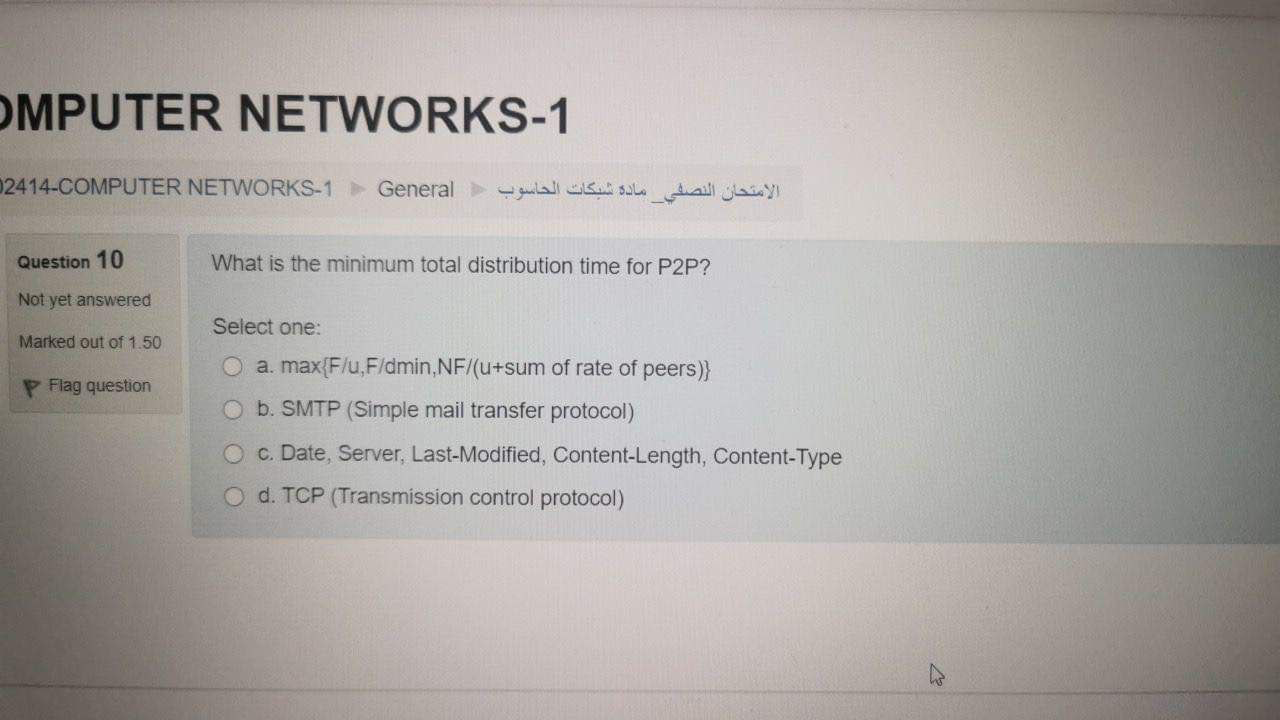 OMPUTER NETWORKS-1
02414-COMPUTER NETWORKS-1 ► General ► الامتحان النصفي_ ماده شبكات الحاسوب
Question 10
Not yet answered
Marked out of 1.50
Flag question
What is the minimum total distribution time for P2P?
Select one:
a. max{F/u,F/dmin,NF/(u+sum of rate of peers)}
b. SMTP (Simple mail transfer protocol)
c. Date, Server, Last-Modified, Content-Length, Content-Type
d. TCP (Transmission control protocol)